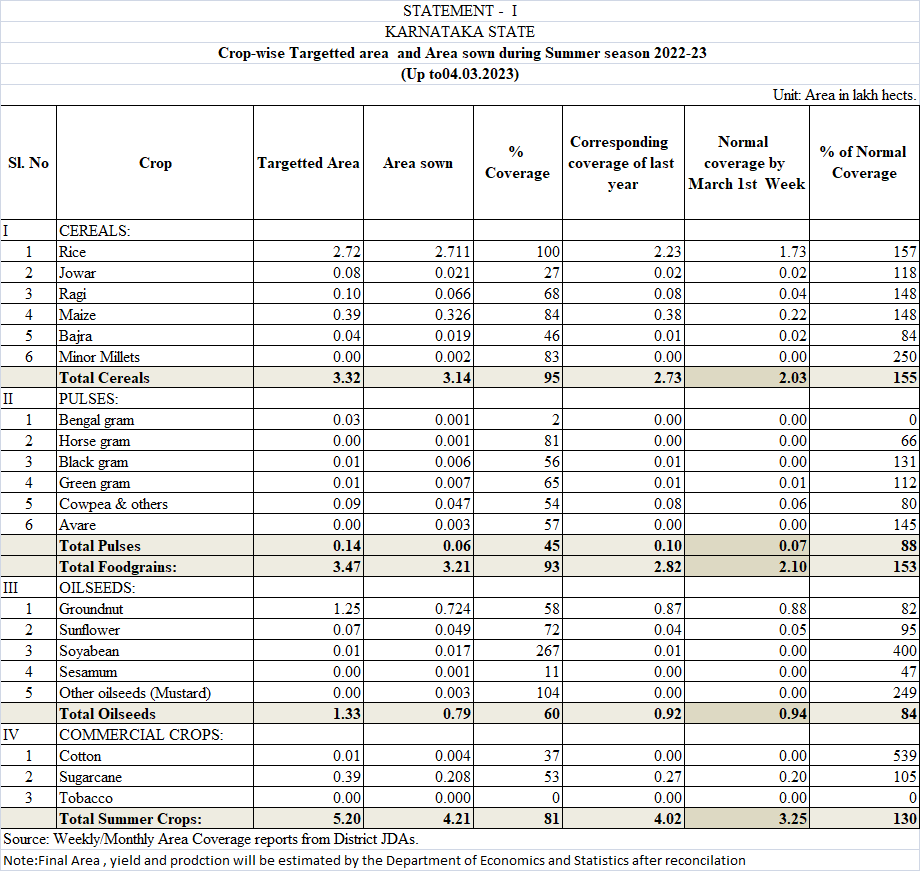 STATEMENT - I
KARNATAKA STATE
Crop-wise Targetted area and Area sown during Summer season 2022-23
(Up to04.03.2023)
Unit: Area in lakh hects.
Sl. No Crop Targetted Area Area sown % Coverage Corresponding coverage of last year Normal coverage by March 1st Week % of Normal Coverage
I CEREALS:
1 Rice 2.72 2.711 100 2.23 1.73 157
2 Jowar 0.08 0.021 27 0.02 0.02 118
3 Ragi 0.10 0.066 68 0.08 0.04 148
4 Maize 0.39 0.326 84 0.38 0.22 148
5 Bajra 0.04 0.019 46 0.01 0.02 84
6 Minor Millets 0.00 0.002 83 0.00 0.00 250
Total Cereals 3.32 3.14 95 2.73 2.03 155
II PULSES:
1 Bengal gram 0.03 0.001 2 0.00 0.00 0
2 Horse gram 0.00 0.001 81 0.00 0.00 66
3 Black gram 0.01 0.006 56 0.01 0.00 131
4 Green gram 0.01 0.007 65 0.01 0.01 112
5 Cowpea & others 0.09 0.047 54 0.08 0.06 80
6 Avare 0.00 0.003 57 0.00 0.00 145
Total Pulses 0.14 0.06 45 0.10 0.07 88
Total Foodgrains: 3.47 3.21 93 2.82 2.10 153
III OILSEEDS:
1 Groundnut 1.25 0.724 58 0.87 0.88 82
2 Sunflower 0.07 0.049 72 0.04 0.05 95
3 Soyabean 0.01 0.017 267 0.01 0.00 400
4 Sesamum 0.00 0.001 11 0.00 0.00 47
5 Other oilseeds (Mustard) 0.00 0.003 104 0.00 0.00 249
Total Oilseeds 1.33 0.79 60 0.92 0.94 84
IV COMMERCIAL CROPS:
1 Cotton 0.01 0.004 37 0.00 0.00 539
2 Sugarcane 0.39 0.208 53 0.27 0.20 105
3 Tobacco 0.00 0.000 0 0.00 0.00 0
Total Summer Crops: 5.20 4.21 81 4.02 3.25 130
Source: Weekly/Monthly Area Coverage reports from District JDAs.
Note:Final Area , yield and prodction will be estimated by the Department of Economics and Statistics after reconcilation